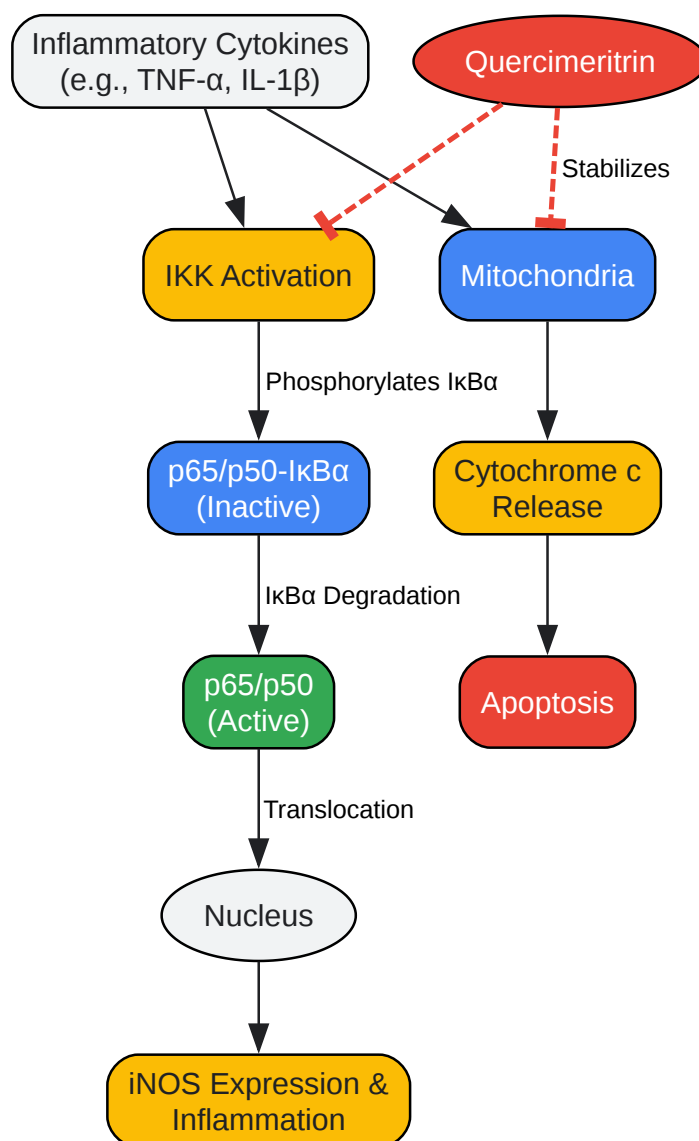 Inflammatory Cytokines
(e.g., TNF-α, IL-1β)
Quercimeritrin
Stabilizes
IKK Activation
Mitochondria
Phosphorylates IκBα
p65/p50-IκBα
(Inactive)
Cytochrome c
Release
IκBα Degradation
p65/p50
(Active)
Apoptosis
Translocation
Nucleus
iNOS Expression &
Inflammation